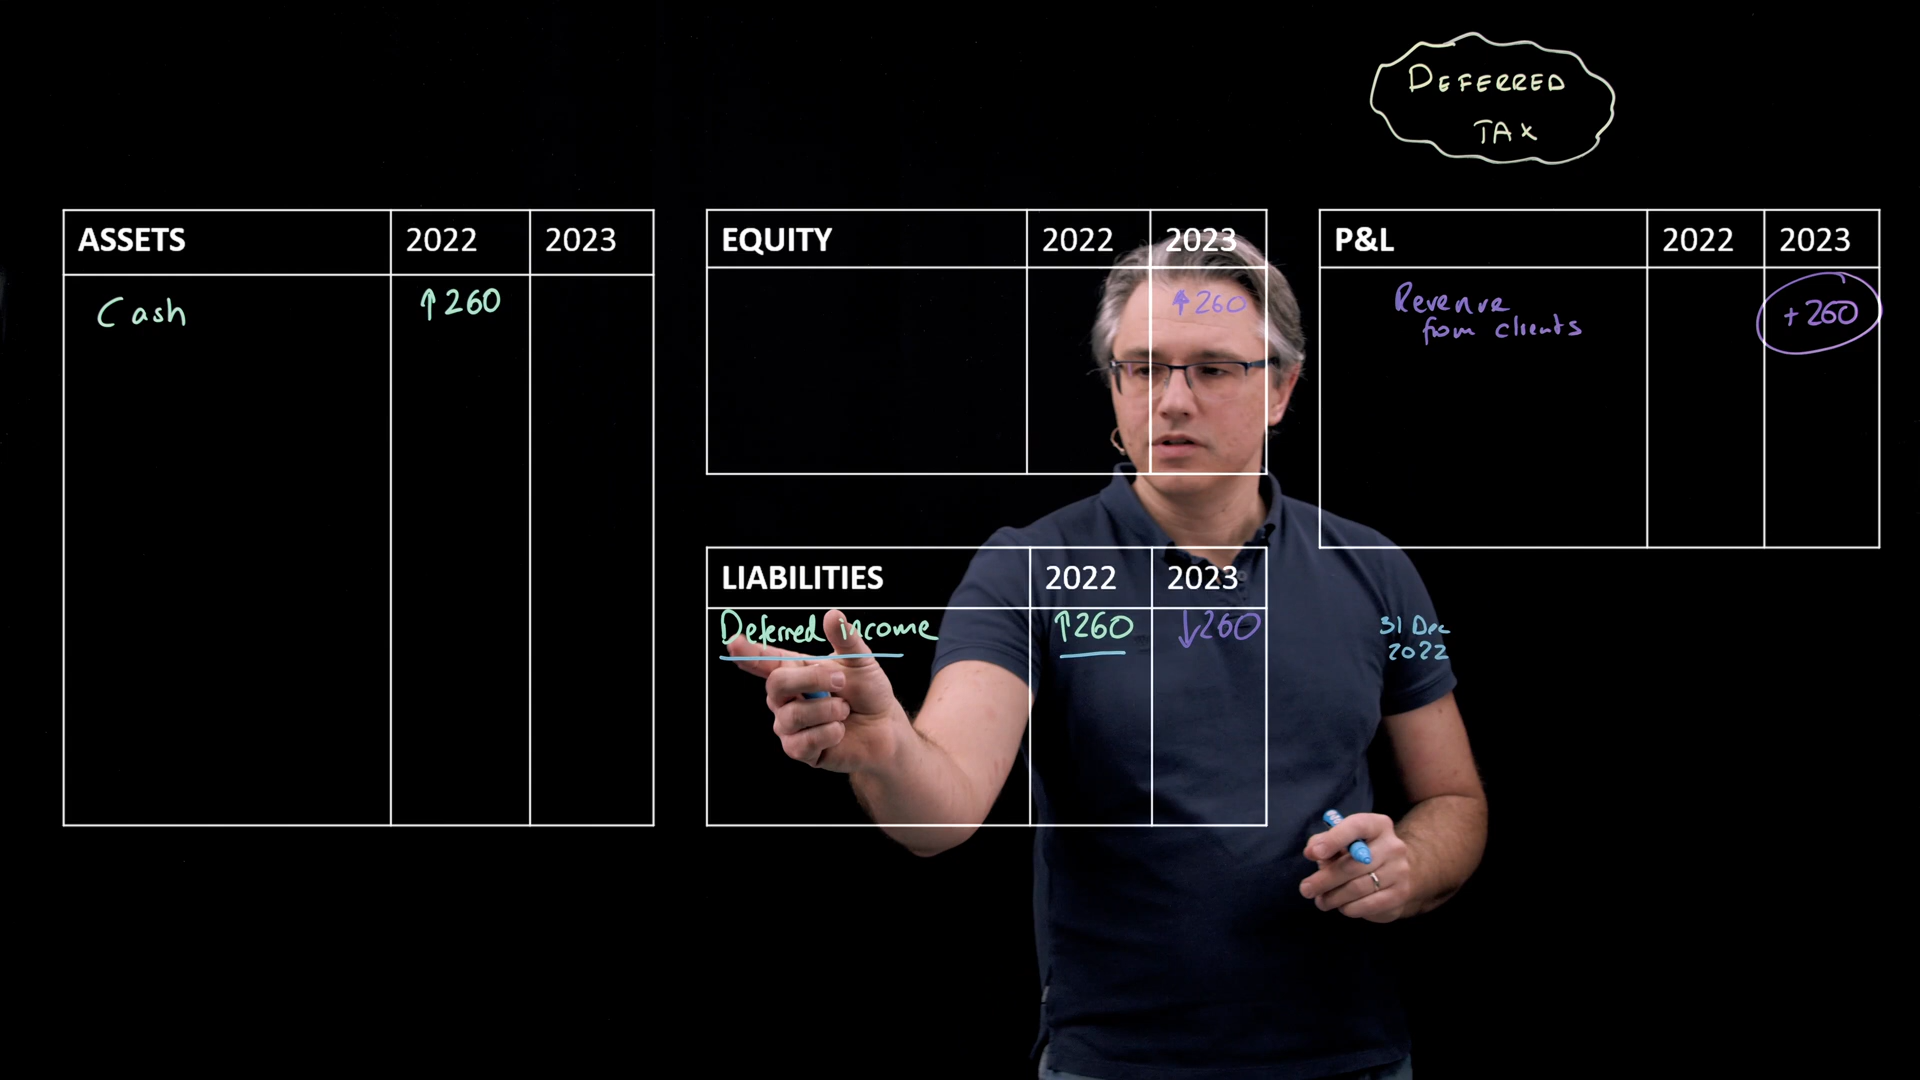 DEFERRED
TAX
ASSETS 2022 2023
Cash ↑260
EQUITY 2022 2023
↑260
P&L 2022 2023
Revenue
from clients
+260
LIABILITIES 2022 2023
Deferred income ↑260 ↓260
31 Dec
2022